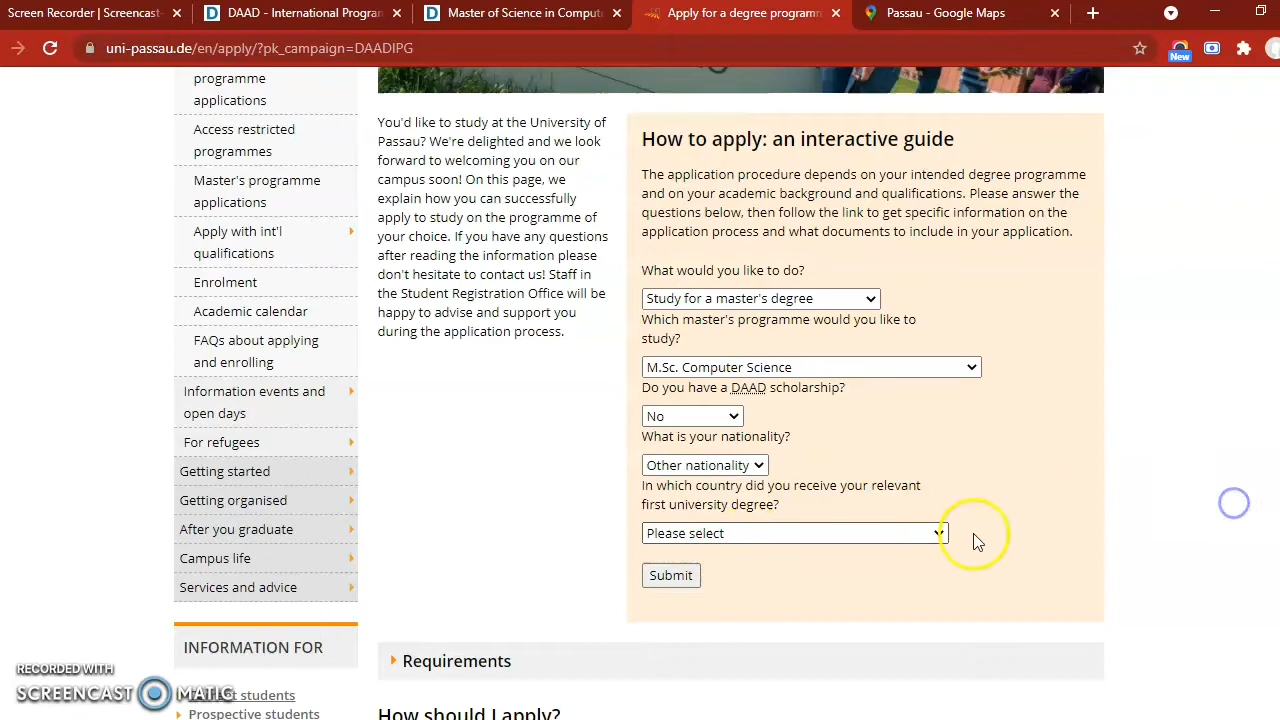 Screen Recorder | Screencast-
DAAD - International Program
Master of Science in Compute
Apply for a degree programm
Passau - Google Maps
uni-passau.de/en/apply/?pk_campaign=DAADIPG
New
programme
applications
Access restricted
programmes
Master's programme
applications
Apply with int'l
qualifications
Enrolment
Academic calendar
FAQs about applying
and enrolling
Information events and
open days
For refugees
Getting started
Getting organised
After you graduate
Campus life
Services and advice
INFORMATION FOR
students
Prospective students
You'd like to study at the University of
Passau? We're delighted and we look
forward to welcoming you on our
campus soon! On this page, we
explain how you can successfully
apply to study on the programme of
your choice. If you have any questions
after reading the information please
don't hesitate to contact us! Staff in
the Student Registration Office will be
happy to advise and support you
during the application process.
How to apply: an interactive guide
The application procedure depends on your intended degree programme
and on your academic background and qualifications. Please answer the
questions below, then follow the link to get specific information on the
application process and what documents to include in your application.
What would you like to do?
Study for a master's degree
Which master's programme would you like to
study?
M.Sc. Computer Science
Do you have a DAAD scholarship?
No
What is your nationality?
Other nationality
In which country did you receive your relevant
first university degree?
Please select
Submit
Requirements
How should I apply?
RECORDED WITH
SCREENCAST MATIC